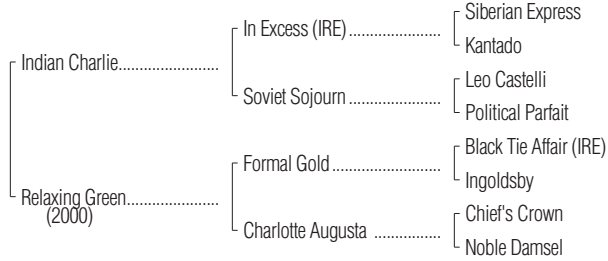 Siberian Express
In Excess (IRE)
Kantado
Indian Charlie
Leo Castelli
Soviet Sojourn
Political Parfait
Black Tie Affair (IRE)
Formal Gold
Ingoldsby
Relaxing Green
(2000)
Chief's Crown
Charlotte Augusta
Noble Damsel